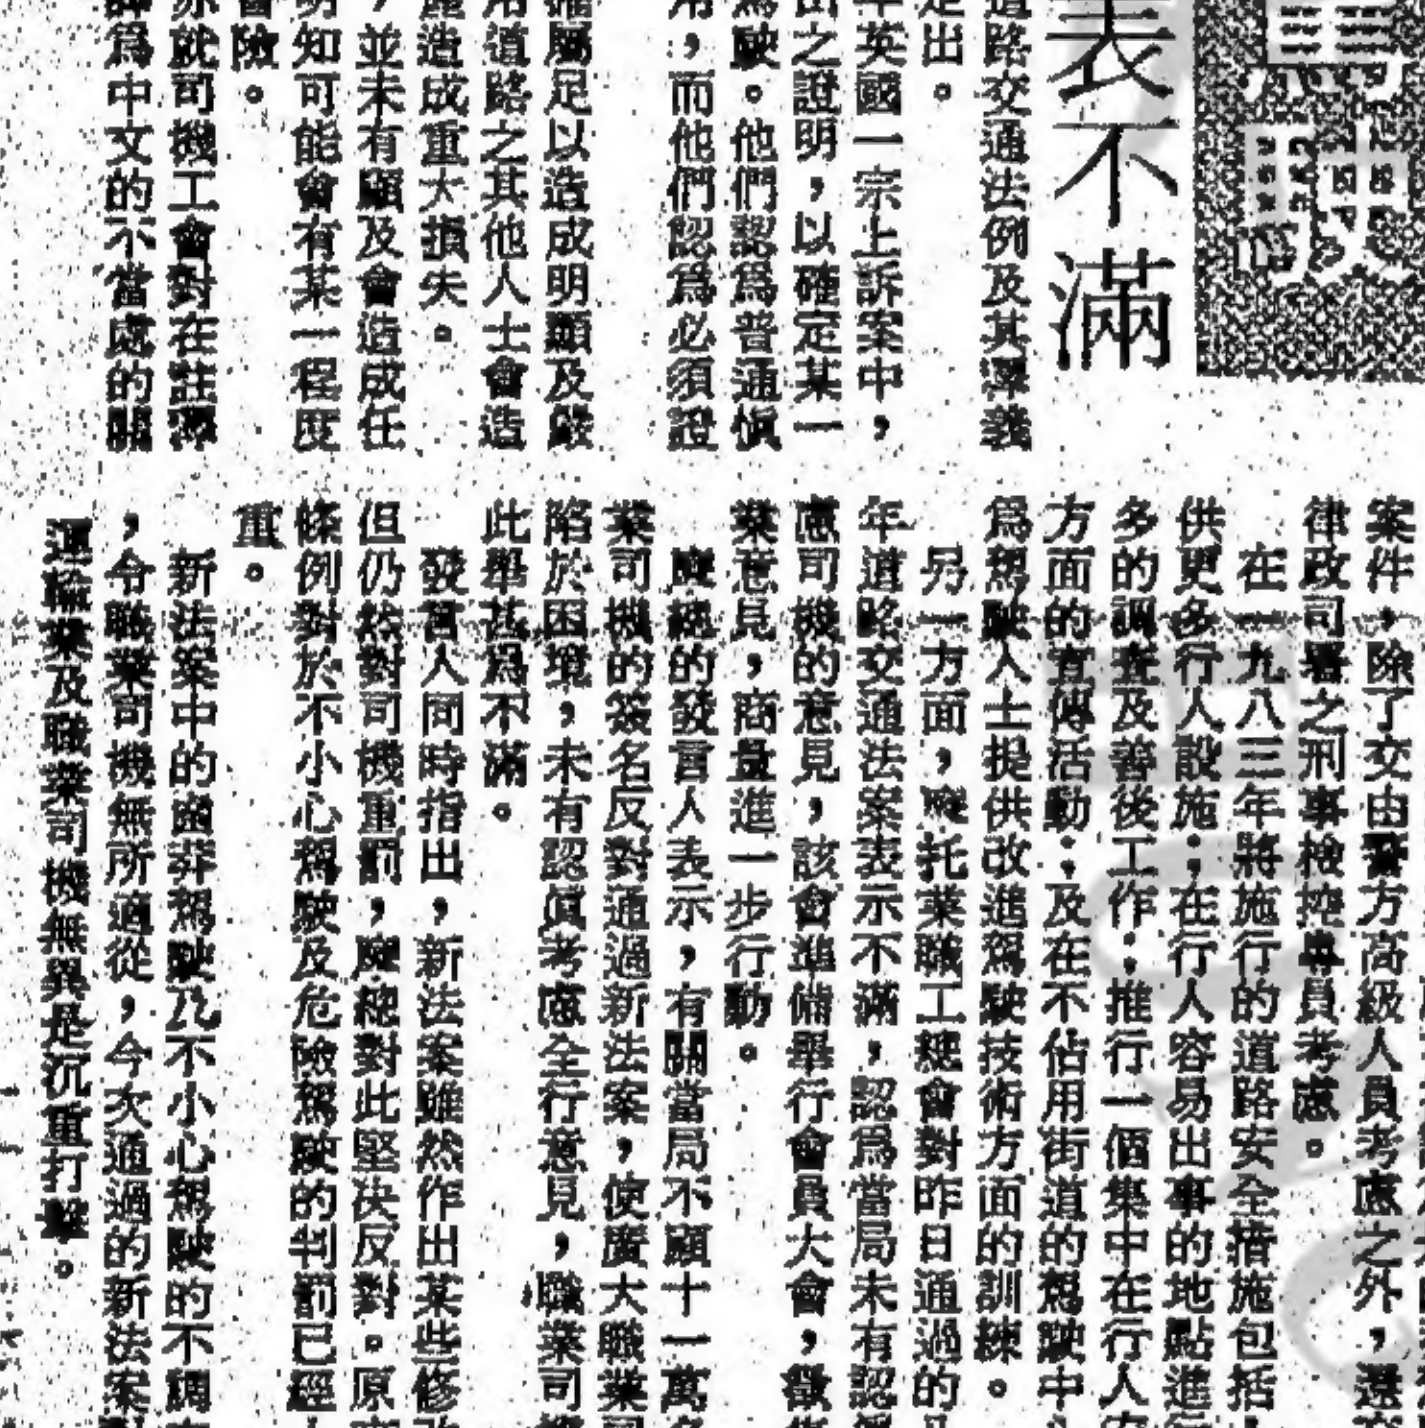 表不滿
道路交通法例及其釋義
定出。
年英國一宗上訴案中，
出之證明，以確定某一
駕駛。他們認爲普通慎
用，而他們認爲必須證
確屬足以造成明顯及嚴
用道路之其他人士會造
產造成重大損失。
，並未有顧及會造成任
明知可能會有某一程度
險。
亦就司機工會對在註釋
譯爲中文的不當處的關
案件，除了交由警方高級人員考慮之外，還
律政司署之刑事檢控專員考慮。
在一九八三年將施行的道路安全措施包括
供更多行人設施；在行人容易出事的地點進
多的調查及善後工作；推行一個集中在行人
方面的宣傳活動；及在不佔用街道的駕駛中
爲駕駛人士提供改進駕駛技術方面的訓練。
另一方面，摩托業職工總會對昨日通過的
年道路交通法案表示不滿，認爲當局未有認
慮司機的意見，該會準備舉行會員大會，徵
業意見，商量進一步行動。
摩總的發言人表示，有關當局不顧十一萬
業司機的簽名反對通過新法案，使廣大職業
陷於困境，未有認眞考慮全行意見，職業司
此舉甚爲不滿。
發言人同時指出，新法案雖然作出某些修
但仍然對司機重罰，摩總對此堅決反對。原
條例對於不小心駕駛及危險駕駛的判罰已經
重。
新法案中的鹵莽駕駛及不小心駕駛的不調
，令職業司機無所適從，今次通過的新法案
運輸業及職業司機無異是沉重打擊。